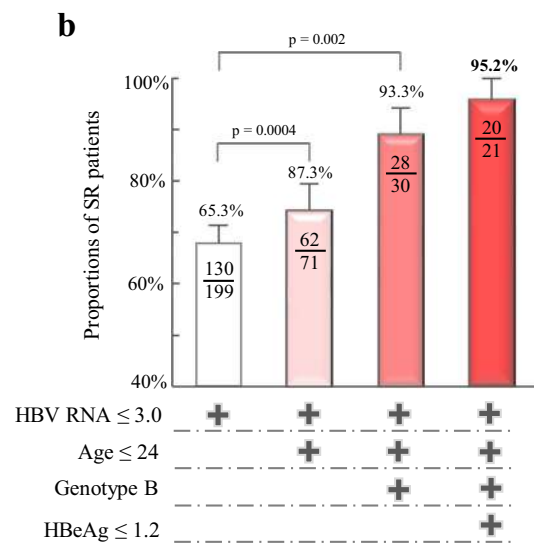 b
p = 0.002
95.2%
100%
93.3%
p = 0.0004
20
21
28
30
87.3%
80%
65.3%
62
71
130
199
60%
40%
Proportions of SR patients
HBV RNA ≤ 3.0 + + + +
Age ≤ 24 + + +
Genotype B + +
HBeAg ≤ 1.2 +